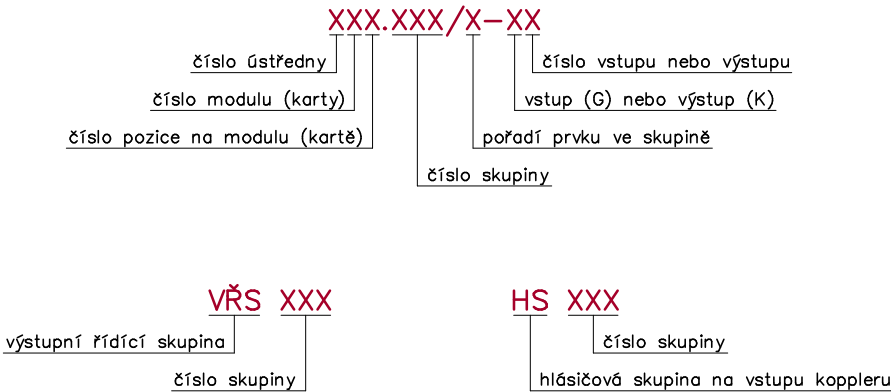 XXX.XXX/X-XX
číslo ústředny
číslo vstupu nebo výstupu
číslo modulu (karty)
vstup (G) nebo výstup (K)
číslo pozice na modulu (kartě)
pořadí prvku ve skupině
číslo skupiny
VŘS XXX
HS XXX
výstupní řídící skupina
číslo skupiny
číslo skupiny
hlásičová skupina na vstupu koppleru